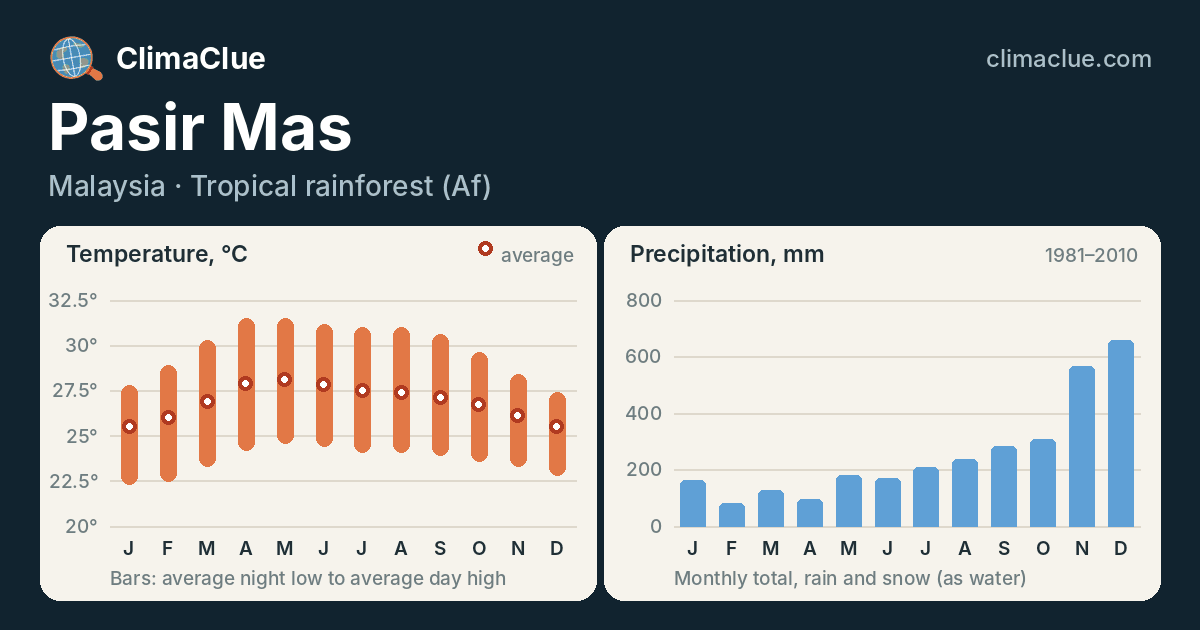 ClimaClue
climaclue.com
Pasir Mas
Malaysia · Tropical rainforest (Af)
Temperature, °C
average
32.5°
30°
27.5°
25°
22.5°
20°
J F M A M J J A S O N D
Bars: average night low to average day high
Precipitation, mm
1981–2010
800
600
400
200
0
J F M A M J J A S O N D
Monthly total, rain and snow (as water)